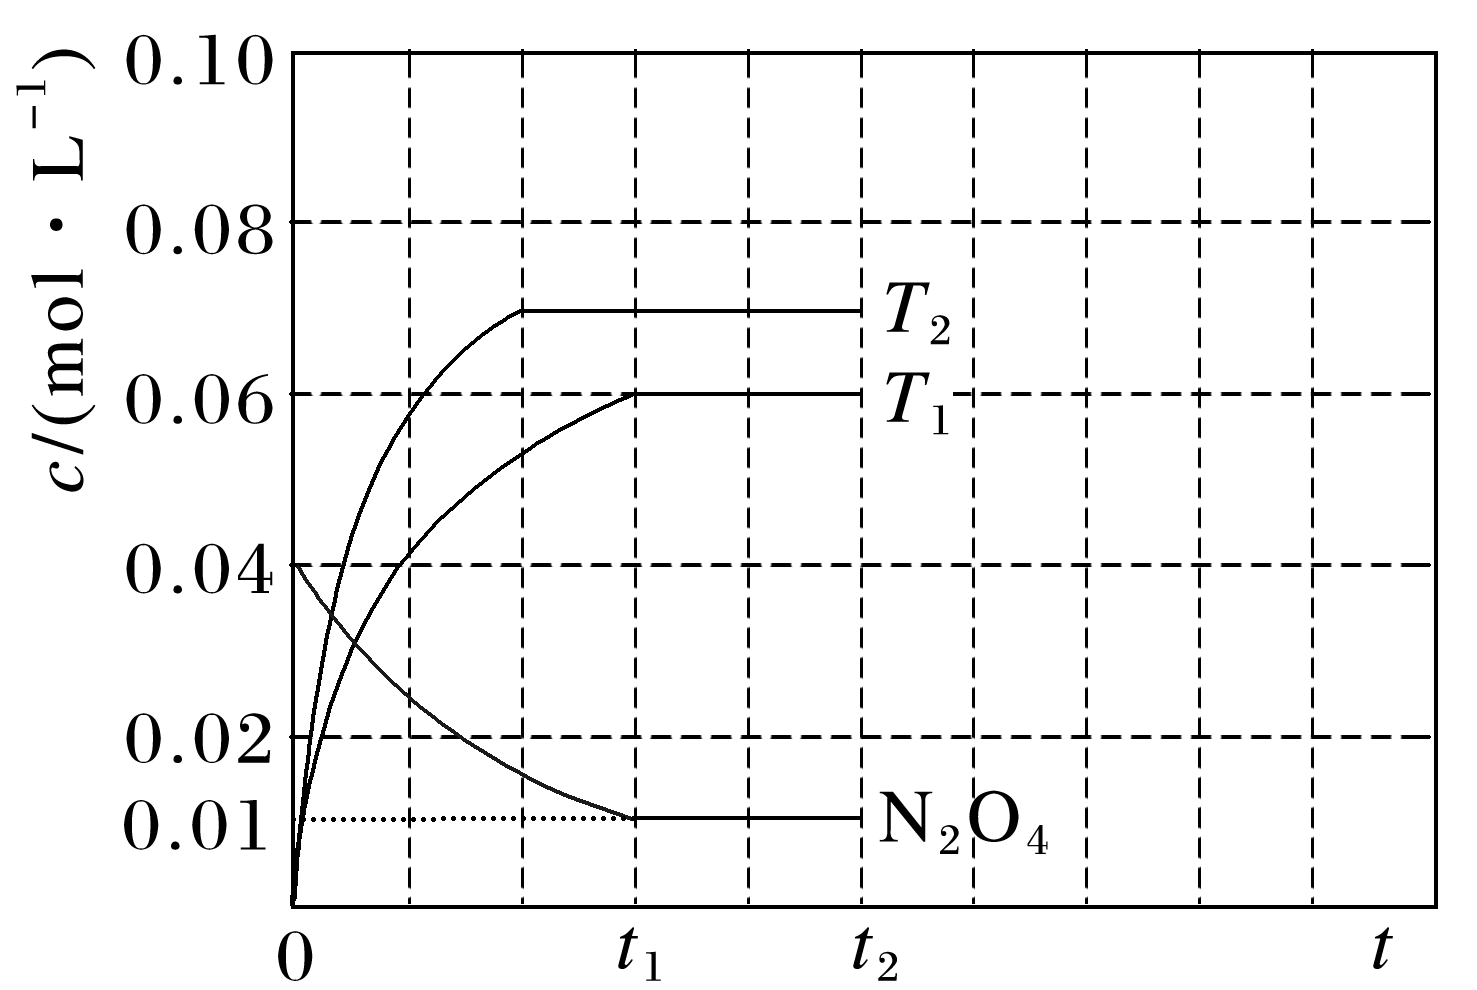 c/(mol · L⁻¹)
0.10
0.08
0.06
0.04
0.02
0.01
T₂
T₁
N₂O₄
0 t₁ t₂ t